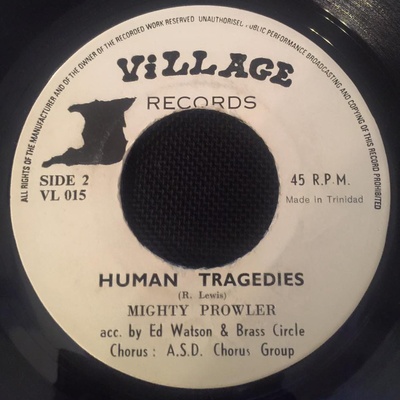 ALL RIGHTS OF THE MANUFACTURER AND OF THE OWNER OF THE RECORDED WORK RESERVED UNAUTHORISED PUBLIC PERFORMANCE BROADCASTING AND COPYING OF THIS RECORD PROHIBITED
ViLLAGE
RECORDS
SIDE 2
VL 015
45 R.P.M.
Made in Trinidad
HUMAN TRAGEDIES
(R. Lewis)
MIGHTY PROWLER
acc. by Ed Watson & Brass Circle
Chorus : A.S.D. Chorus Group